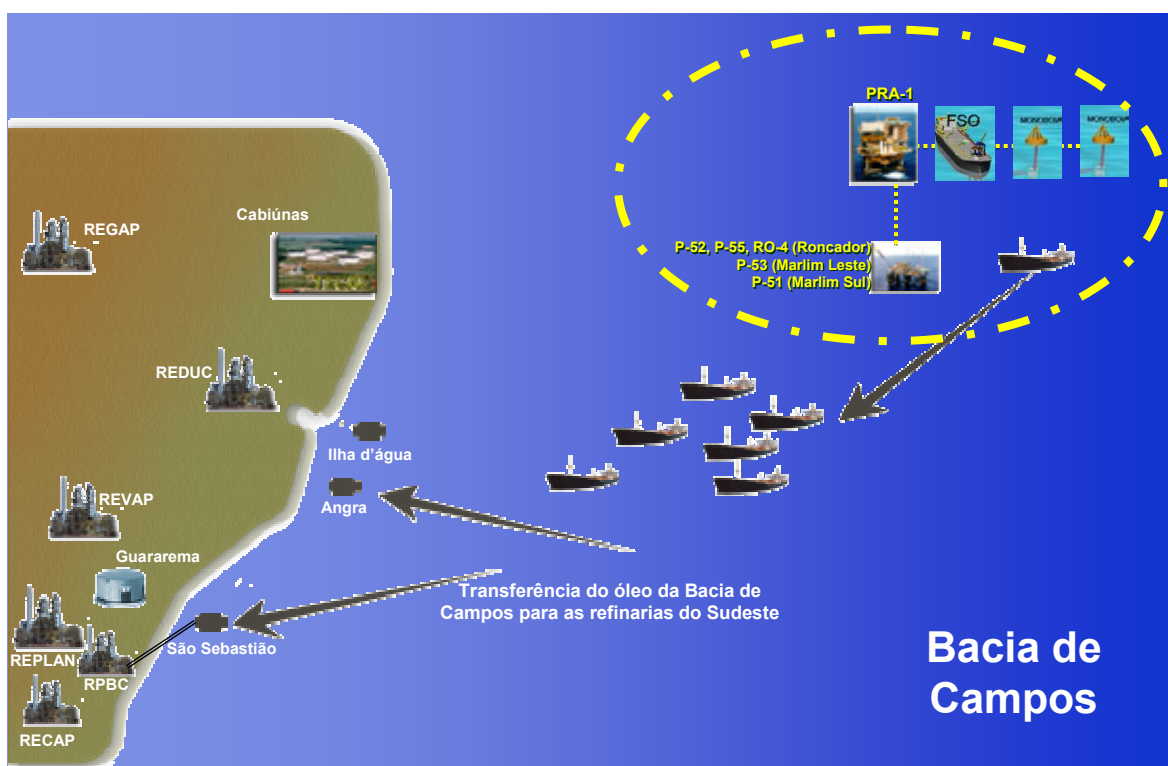 PRA-1
FSO
MONOBOIA
MONOBOIA
Cabiúnas
REGAP
P-52, P-55, RO-4 (Roncador)
P-53 (Marlim Leste)
P-51 (Marlim Sul)
REDUC
Ilha d'água
REVAP
Angra
Guararema
Transferência do óleo da Bacia de
Campos para as refinarias do Sudeste
São Sebastião
REPLAN
RPBC
RECAP
Bacia de
Campos